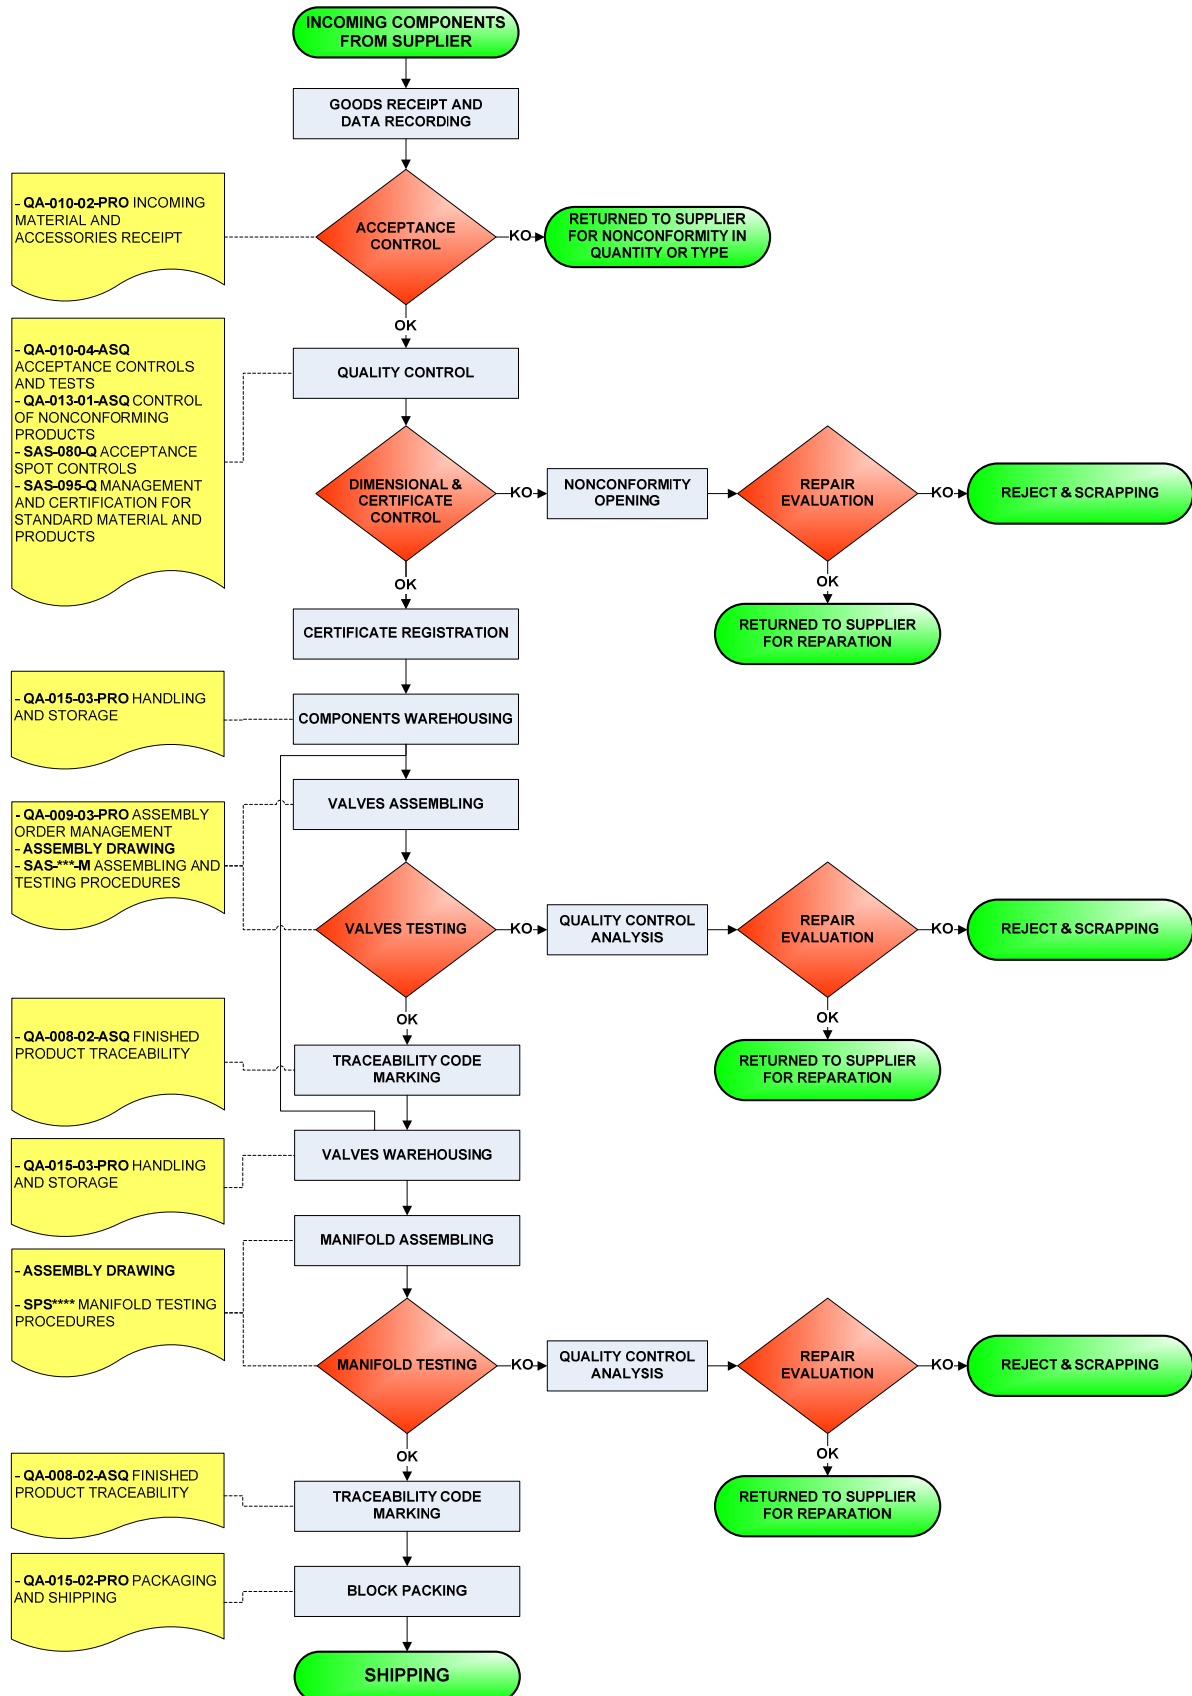 INCOMING COMPONENTS
FROM SUPPLIER
GOODS RECEIPT AND
DATA RECORDING
- QA-010-02-PRO INCOMING
MATERIAL AND
ACCESSORIES RECEIPT
ACCEPTANCE
CONTROL
KO
RETURNED TO SUPPLIER
FOR NONCONFORMITY IN
QUANTITY OR TYPE
OK
- QA-010-04-ASQ
ACCEPTANCE CONTROLS
AND TESTS
- QA-013-01-ASQ CONTROL
OF NONCONFORMING
PRODUCTS
- SAS-080-Q ACCEPTANCE
SPOT CONTROLS
- SAS-095-Q MANAGEMENT
AND CERTIFICATION FOR
STANDARD MATERIAL AND
PRODUCTS
QUALITY CONTROL
DIMENSIONAL &
CERTIFICATE
CONTROL
KO
NONCONFORMITY
OPENING
REPAIR
EVALUATION
KO
REJECT & SCRAPPING
OK
OK
RETURNED TO SUPPLIER
FOR REPARATION
CERTIFICATE REGISTRATION
- QA-015-03-PRO HANDLING
AND STORAGE
COMPONENTS WAREHOUSING
VALVES ASSEMBLING
- QA-009-03-PRO ASSEMBLY
ORDER MANAGEMENT
- ASSEMBLY DRAWING
- SAS-***-M ASSEMBLING AND
TESTING PROCEDURES
VALVES TESTING
KO
QUALITY CONTROL
ANALYSIS
REPAIR
EVALUATION
KO
REJECT & SCRAPPING
OK
OK
RETURNED TO SUPPLIER
FOR REPARATION
- QA-008-02-ASQ FINISHED
PRODUCT TRACEABILITY
TRACEABILITY CODE
MARKING
- QA-015-03-PRO HANDLING
AND STORAGE
VALVES WAREHOUSING
MANIFOLD ASSEMBLING
- ASSEMBLY DRAWING
- SPS**** MANIFOLD TESTING
PROCEDURES
MANIFOLD TESTING
KO
QUALITY CONTROL
ANALYSIS
REPAIR
EVALUATION
KO
REJECT & SCRAPPING
OK
OK
RETURNED TO SUPPLIER
FOR REPARATION
- QA-008-02-ASQ FINISHED
PRODUCT TRACEABILITY
TRACEABILITY CODE
MARKING
- QA-015-02-PRO PACKAGING
AND SHIPPING
BLOCK PACKING
SHIPPING